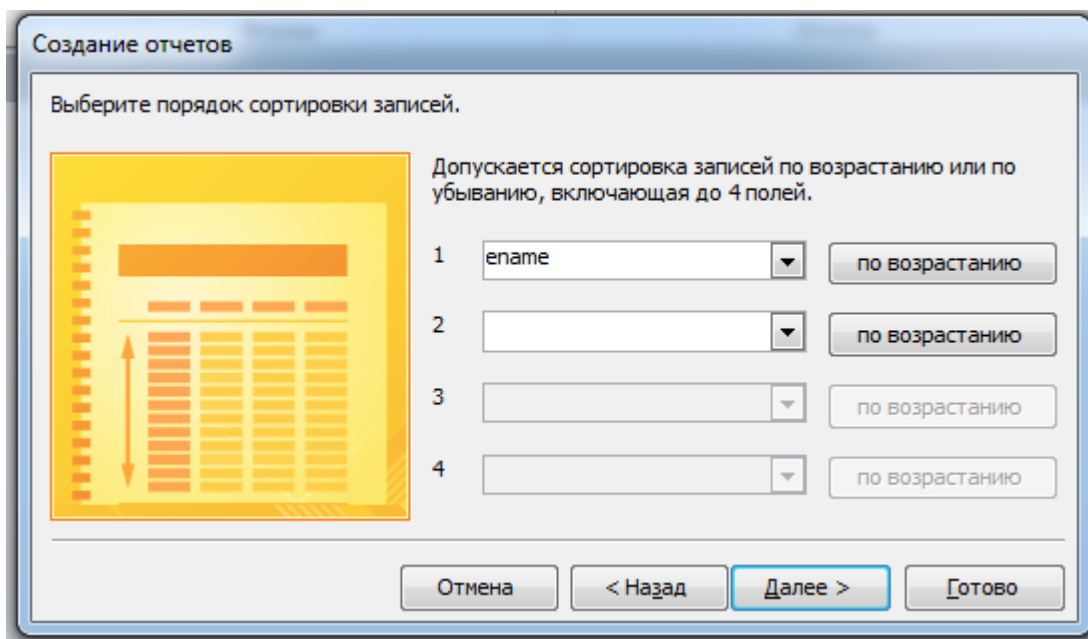 Создание отчетов
Выберите порядок сортировки записей.
Допускается сортировка записей по возрастанию или по
убыванию, включающая до 4 полей.
1 ename по возрастанию
2 по возрастанию
3 по возрастанию
4 по возрастанию
Отмена < Назад Далее > Готово